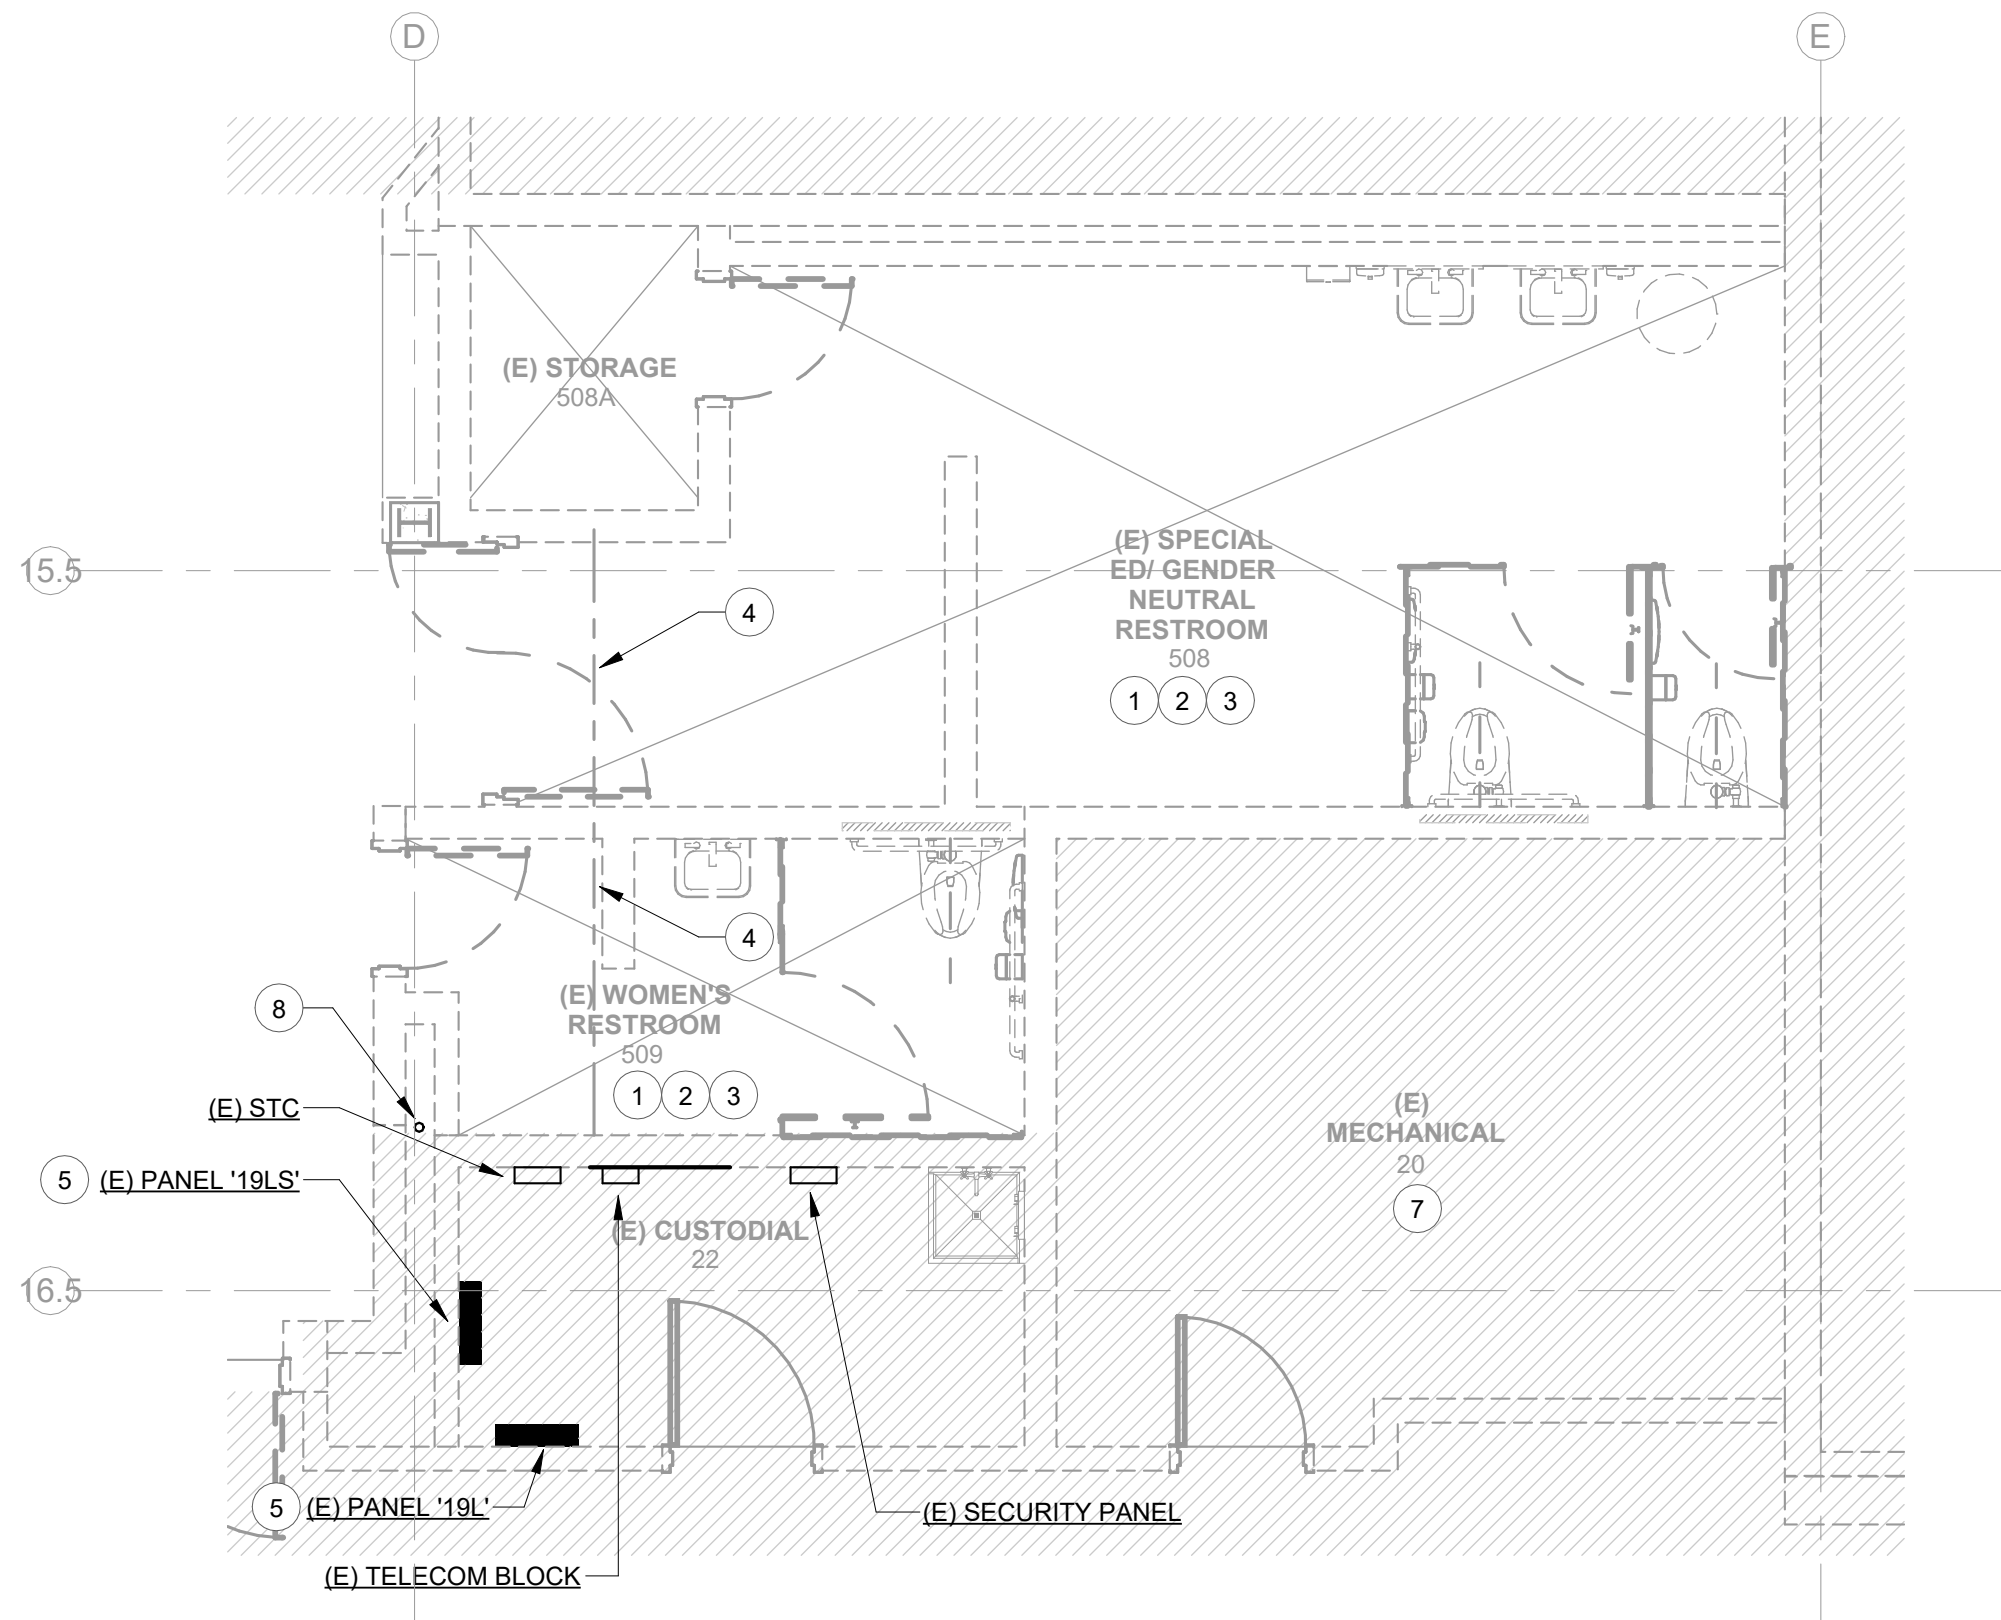 D
E
(E) STORAGE
508A
15.5
(E) SPECIAL
ED/ GENDER
NEUTRAL
RESTROOM
508
1 2 3
4
4
(E) WOMEN'S
RESTROOM
509
1 2 3
8
(E) STC
5 (E) PANEL '19LS'
(E)
MECHANICAL
20
7
(E) CUSTODIAL
22
16.5
5 (E) PANEL '19L'
(E) SECURITY PANEL
(E) TELECOM BLOCK